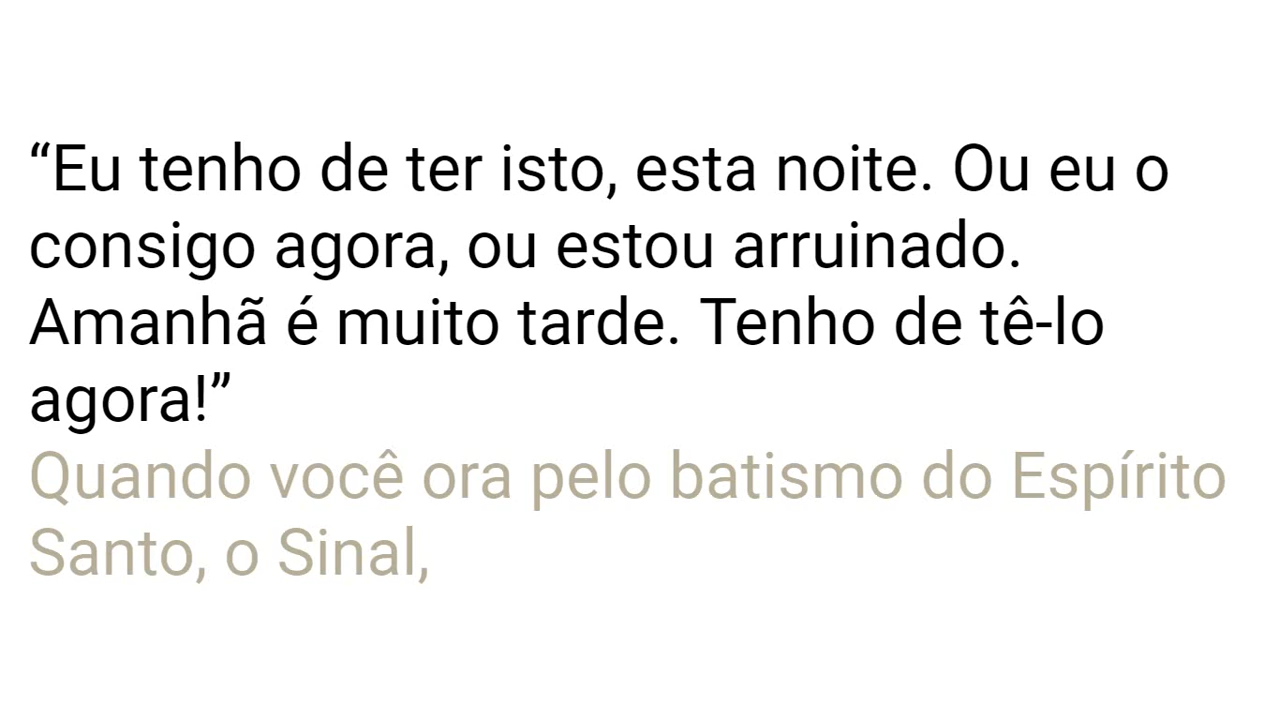 “Eu tenho de ter isto, esta noite. Ou eu o
consigo agora, ou estou arruinado.
Amanhã é muito tarde. Tenho de tê-lo
agora!”
Quando você ora pelo batismo do Espírito
Santo, o Sinal,